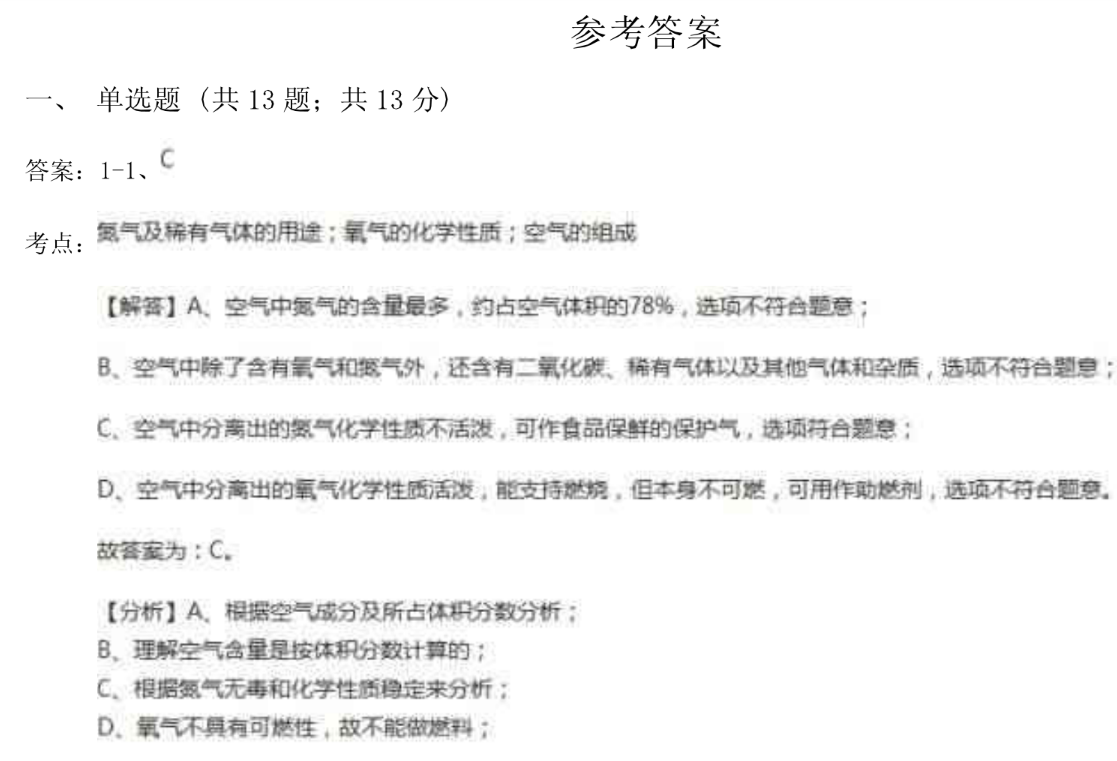 参考答案
一、 单选题 (共 13 题；共 13 分)
答案：1-1、C
考点：氮气及稀有气体的用途；氧气的化学性质；空气的组成
【解答】A、空气中氮气的含量最多，约占空气体积的78%，选项不符合题意；
B、空气中除了含有氧气和氮气外，还含有二氧化碳、稀有气体以及其他气体和杂质，选项不符合题意；
C、空气中分离出的氮气化学性质不活泼，可作食品保鲜的保护气，选项符合题意；
D、空气中分离出的氧气化学性质活泼，能支持燃烧，但本身不可燃，可用作助燃剂，选项不符合题意。
故答案为：C。
【分析】A、根据空气成分及所占体积分数分析；
B、理解空气含量是按体积分数计算的；
C、根据氮气无毒和化学性质稳定来分析；
D、氧气不具有可燃性，故不能做燃料；